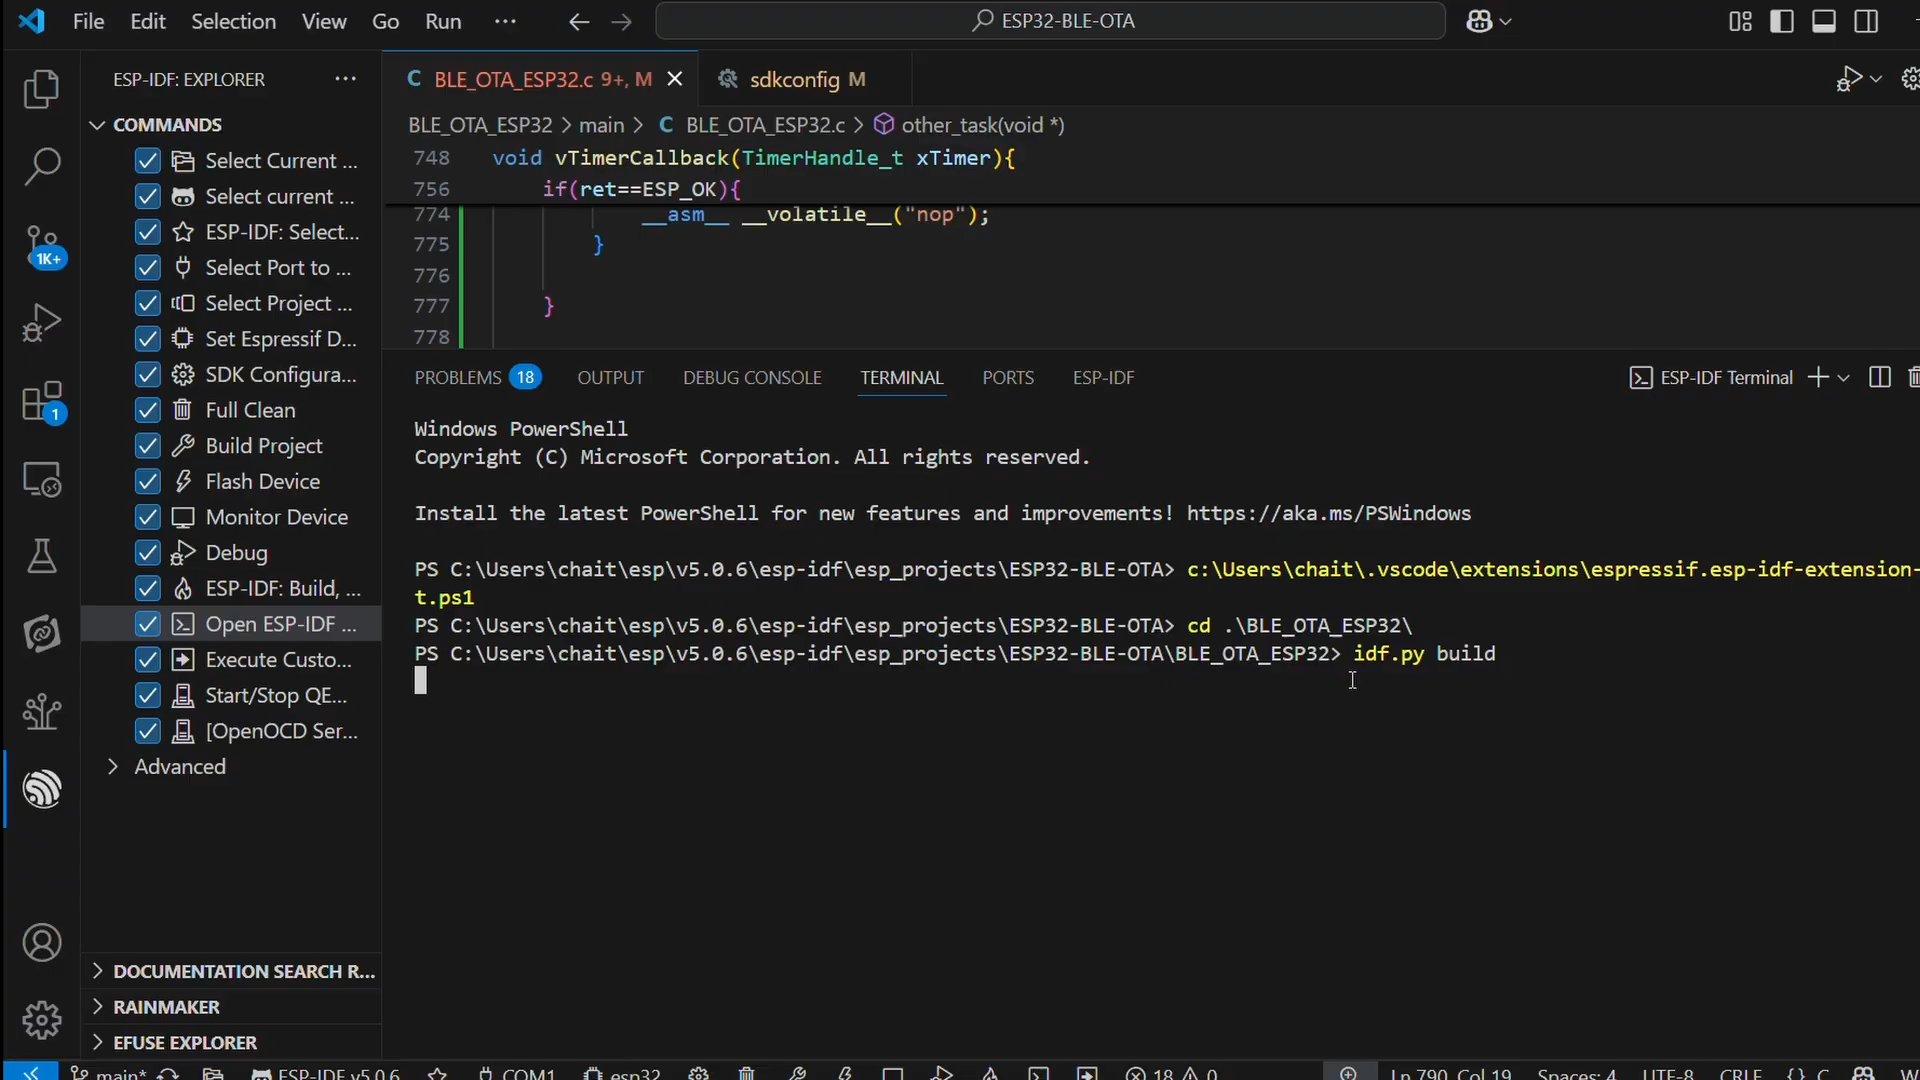 File Edit Selection View Go Run ··· ESP32-BLE-OTA
ESP-IDF: EXPLORER ···
COMMANDS
Select Current ...
Select current ...
ESP-IDF: Select...
Select Port to ...
Select Project ...
Set Espressif D...
SDK Configura...
Full Clean
Build Project
Flash Device
Monitor Device
Debug
ESP-IDF: Build, ...
Open ESP-IDF ...
Execute Custo...
Start/Stop QE...
[OpenOCD Ser...
Advanced
DOCUMENTATION SEARCH R...
RAINMAKER
EFUSE EXPLORER
1K+
1
C BLE_OTA_ESP32.c 9+, M sdkconfig M
BLE_OTA_ESP32 > main > C BLE_OTA_ESP32.c > other_task(void *)
748 void vTimerCallback(TimerHandle_t xTimer){
756 if(ret==ESP_OK){
774 __asm__ __volatile__("nop");
775 }
776
777 }
778
PROBLEMS 18 OUTPUT DEBUG CONSOLE TERMINAL PORTS ESP-IDF ESP-IDF Terminal
Windows PowerShell
Copyright (C) Microsoft Corporation. All rights reserved.
Install the latest PowerShell for new features and improvements! https://aka.ms/PSWindows
PS C:\Users\chait\esp\v5.0.6\esp-idf\esp_projects\ESP32-BLE-OTA> c:\Users\chait\.vscode\extensions\espressif.esp-idf-extension-
t.ps1
PS C:\Users\chait\esp\v5.0.6\esp-idf\esp_projects\ESP32-BLE-OTA> cd .\BLE_OTA_ESP32\
PS C:\Users\chait\esp\v5.0.6\esp-idf\esp_projects\ESP32-BLE-OTA\BLE_OTA_ESP32> idf.py build
main* ESP-IDF v5.0.6 COM1 esp32 18 0 Ln 790, Col 19 Spaces: 4 UTF-8 CRLF {} C W